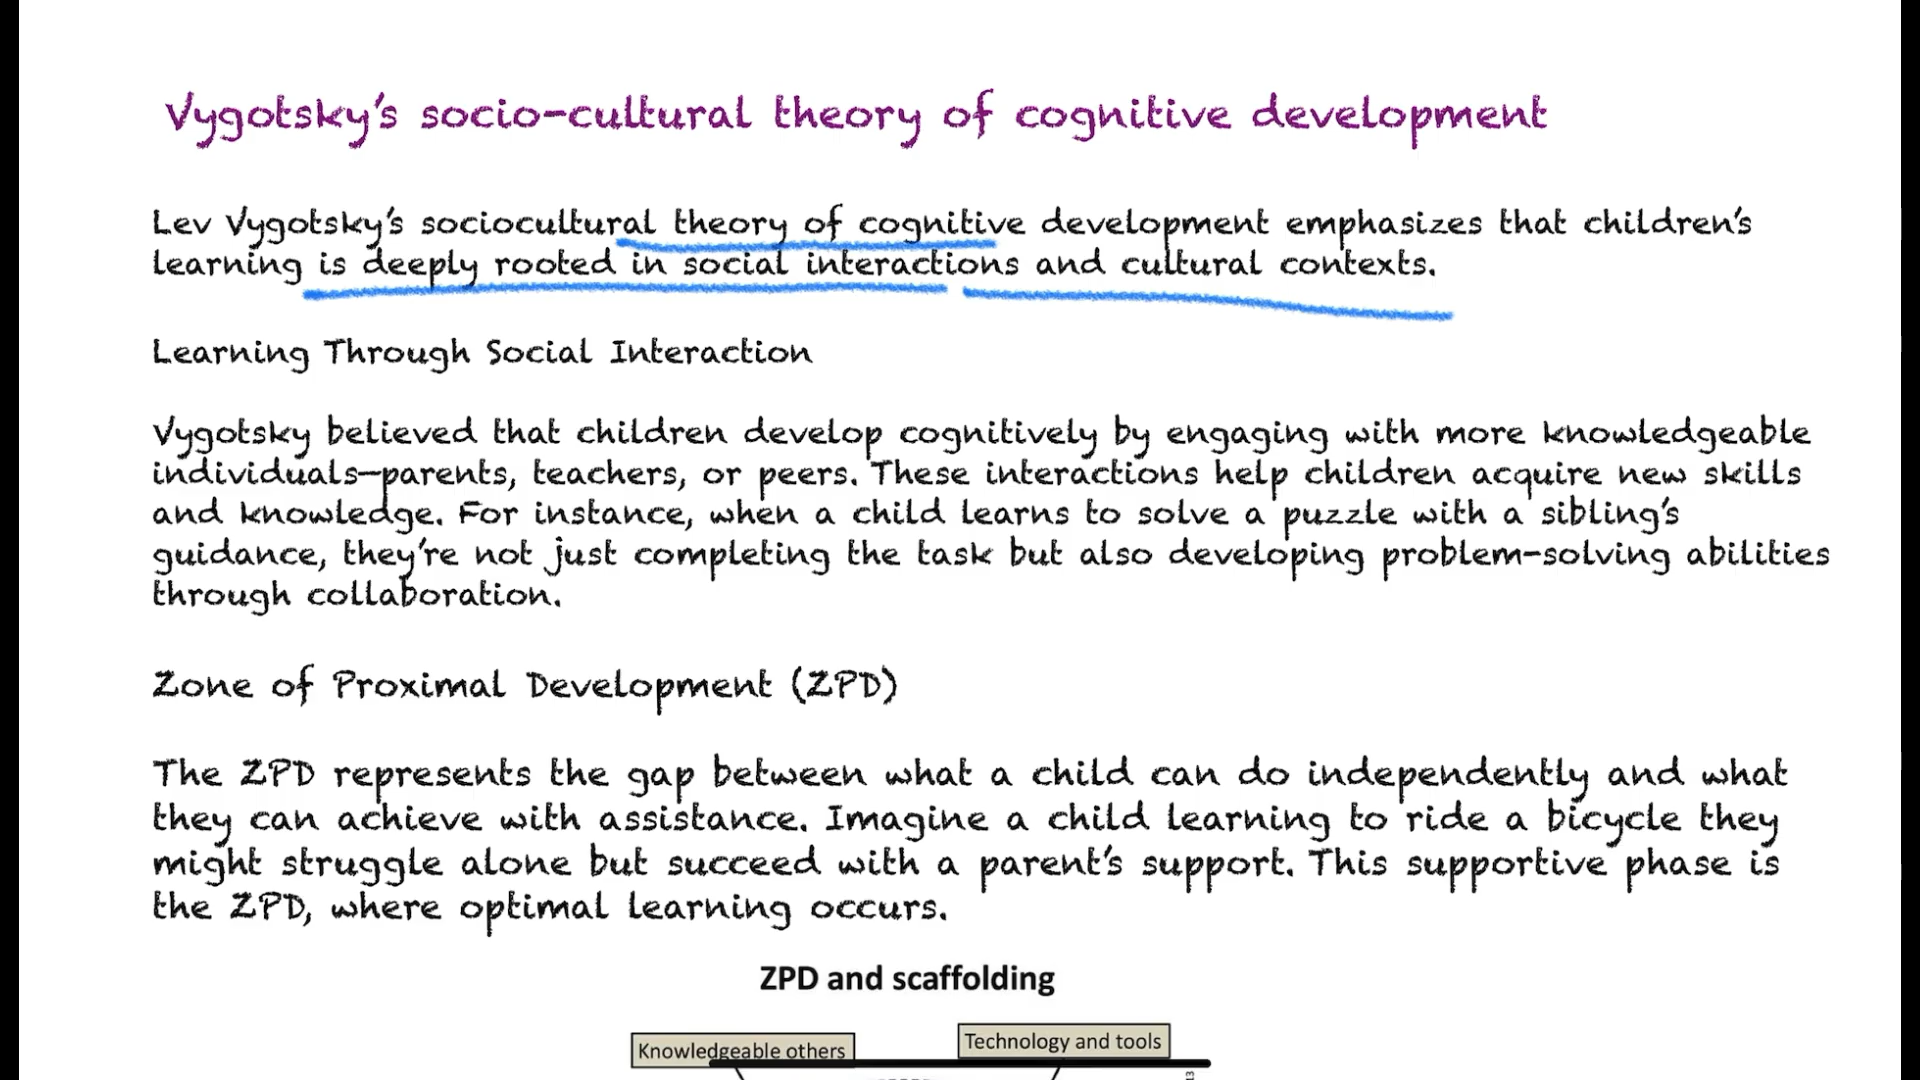 Vygotsky's socio-cultural theory of cognitive development
Lev Vygotsky's sociocultural theory of cognitive development emphasizes that children's
learning is deeply rooted in social interactions and cultural contexts.
Learning Through Social Interaction
Vygotsky believed that children develop cognitively by engaging with more knowledgeable
individuals—parents, teachers, or peers. These interactions help children acquire new skills
and knowledge. For instance, when a child learns to solve a puzzle with a sibling's
guidance, they're not just completing the task but also developing problem-solving abilities
through collaboration.
Zone of Proximal Development (ZPD)
The ZPD represents the gap between what a child can do independently and what
they can achieve with assistance. Imagine a child learning to ride a bicycle they
might struggle alone but succeed with a parent's support. This supportive phase is
the ZPD, where optimal learning occurs.
ZPD and scaffolding
Knowledgeable others
Technology and tools